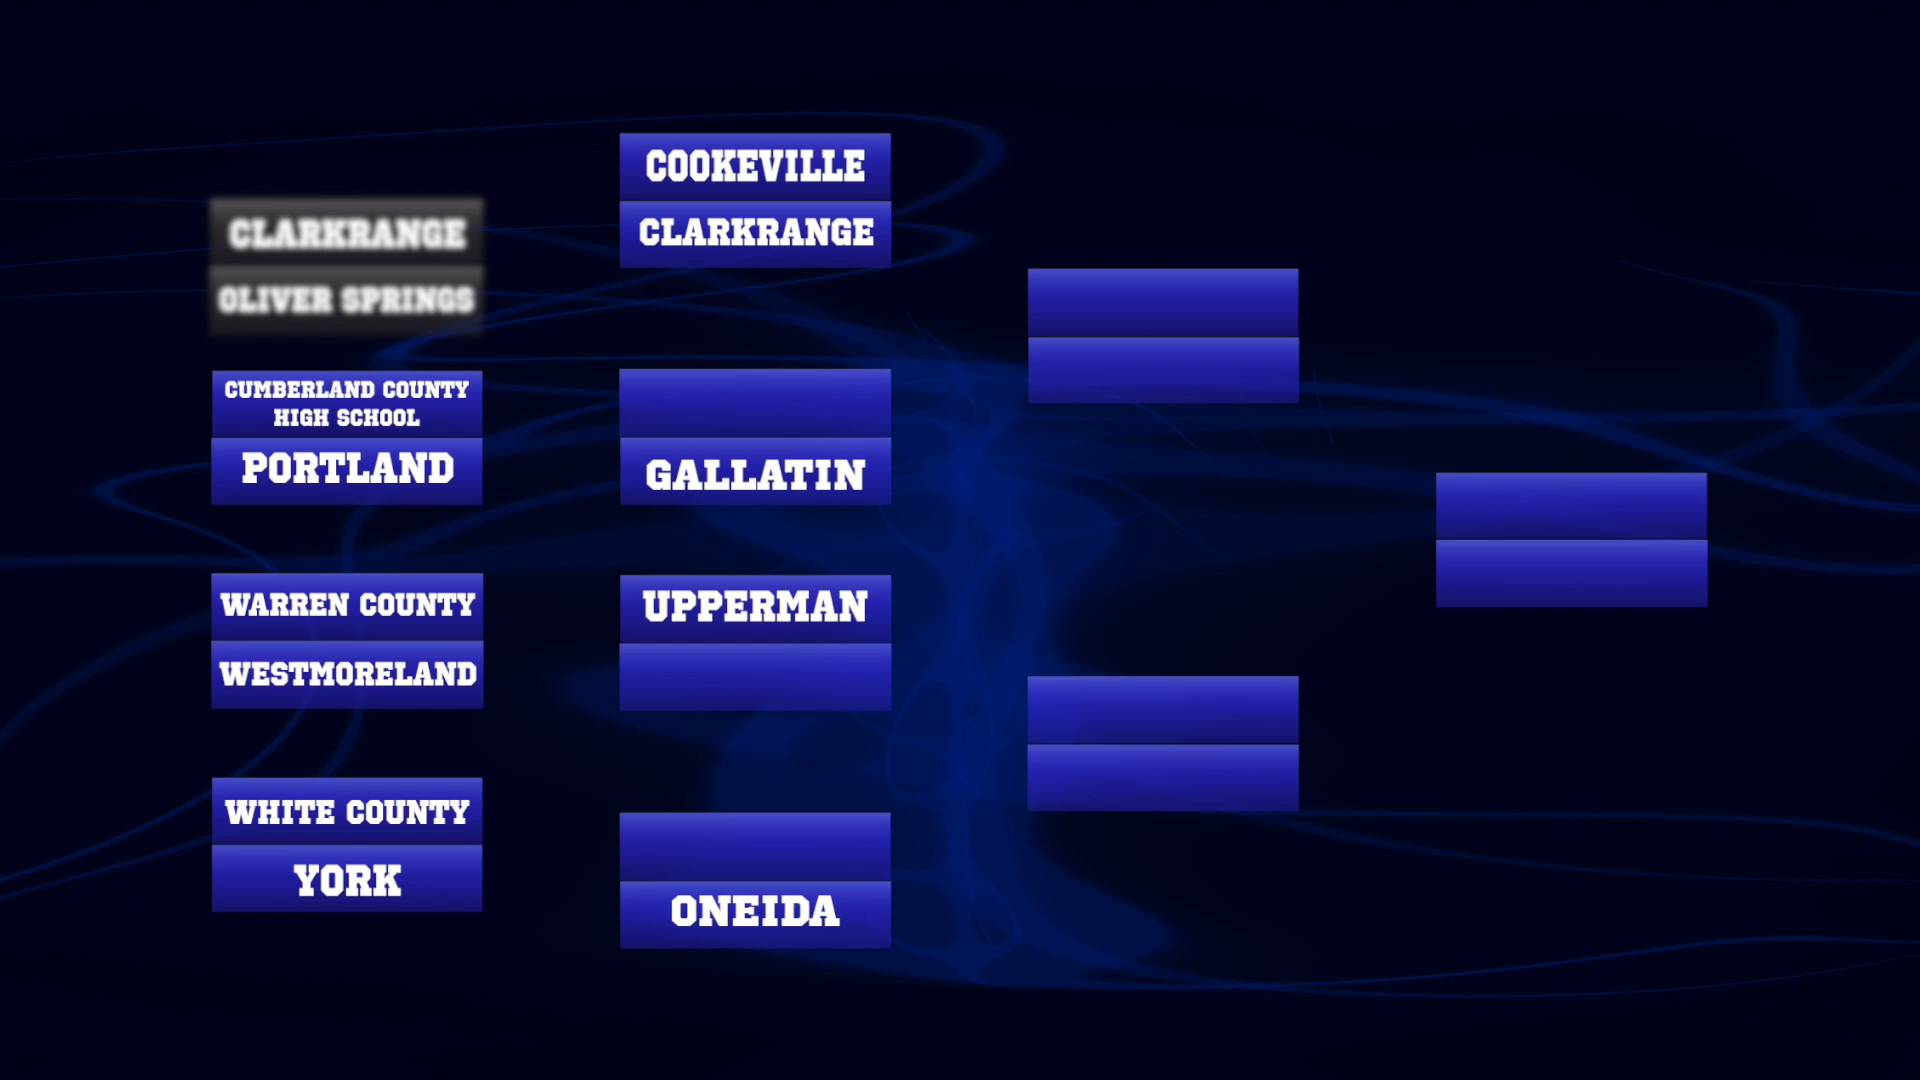 CLARKRANGE
OLIVER SPRINGS
CUMBERLAND COUNTY
HIGH SCHOOL
PORTLAND
WARREN COUNTY
WESTMORELAND
WHITE COUNTY
YORK
COOKEVILLE
CLARKRANGE
GALLATIN
UPPERMAN
ONEIDA